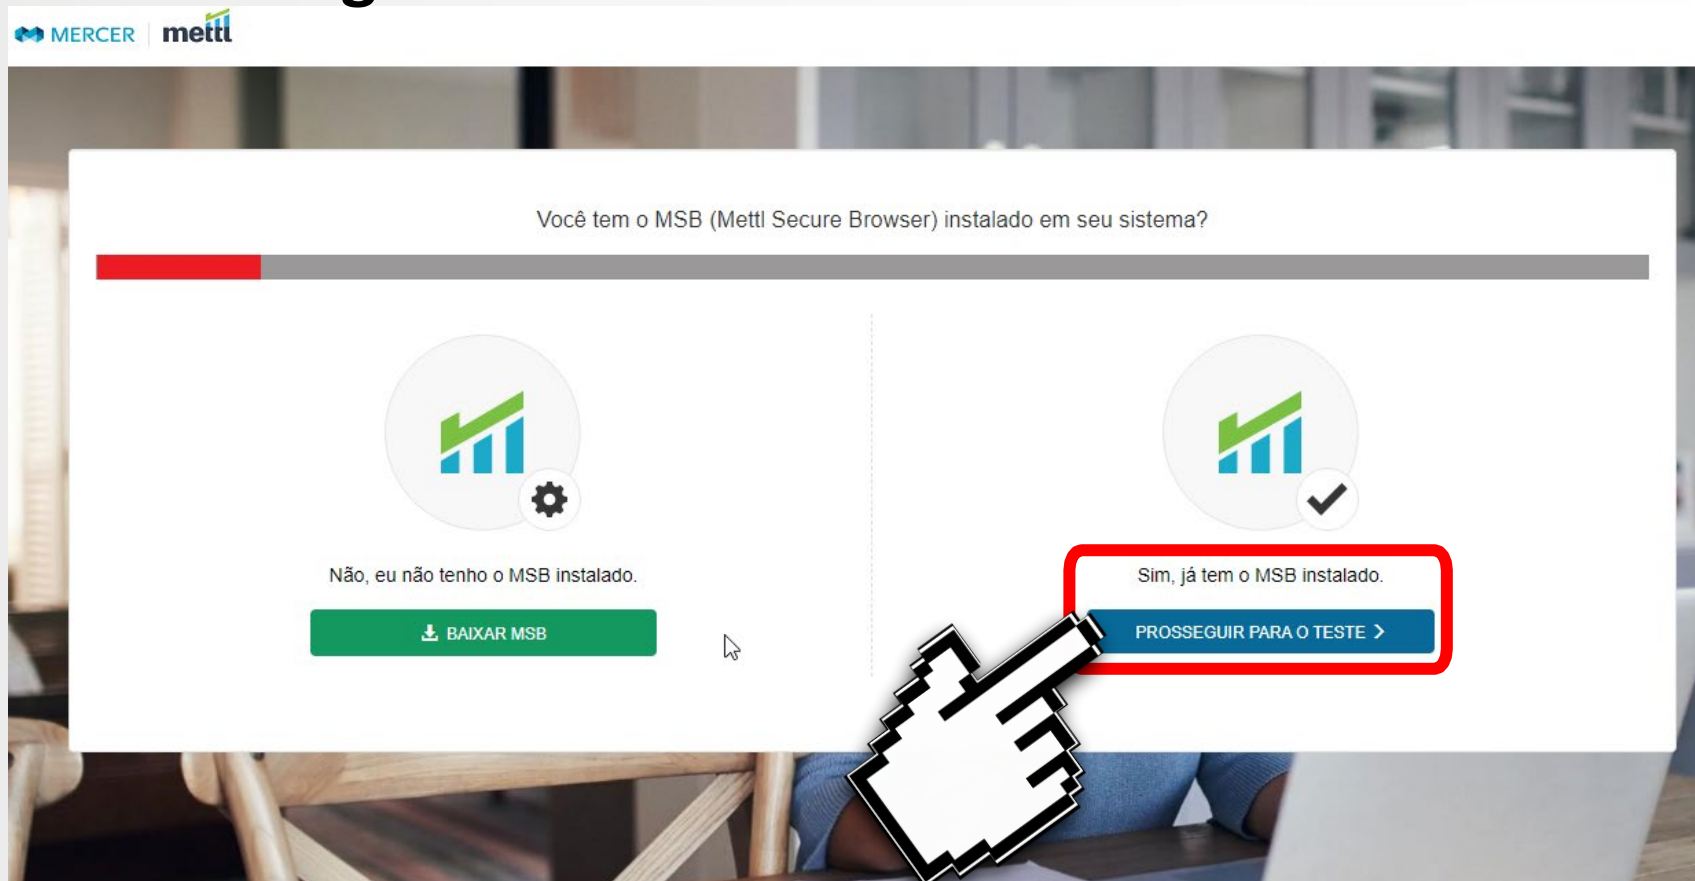 MERCER mettl
Você tem o MSB (Mettl Secure Browser) instalado em seu sistema?
Não, eu não tenho o MSB instalado.
BAIXAR MSB
Sim, já tem o MSB instalado.
PROSSEGUIR PARA O TESTE >